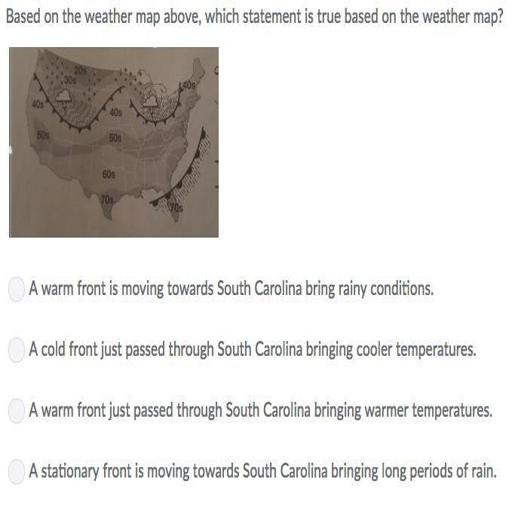 Based on the weather map above, which statement is true based on the weather map?
20s
30s
40s
40s
40s
50s
50s
60s
70s
70s
A warm front is moving towards South Carolina bring rainy conditions.
A cold front just passed through South Carolina bringing cooler temperatures.
A warm front just passed through South Carolina bringing warmer temperatures.
A stationary front is moving towards South Carolina bringing long periods of rain.